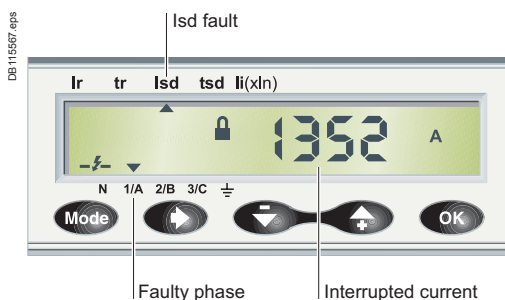 DB115567.eps
Isd fault
Ir tr Isd tsd Ii(xIn)
1352 A
N 1/A 2/B 3/C
Mode OK
Faulty phase Interrupted current